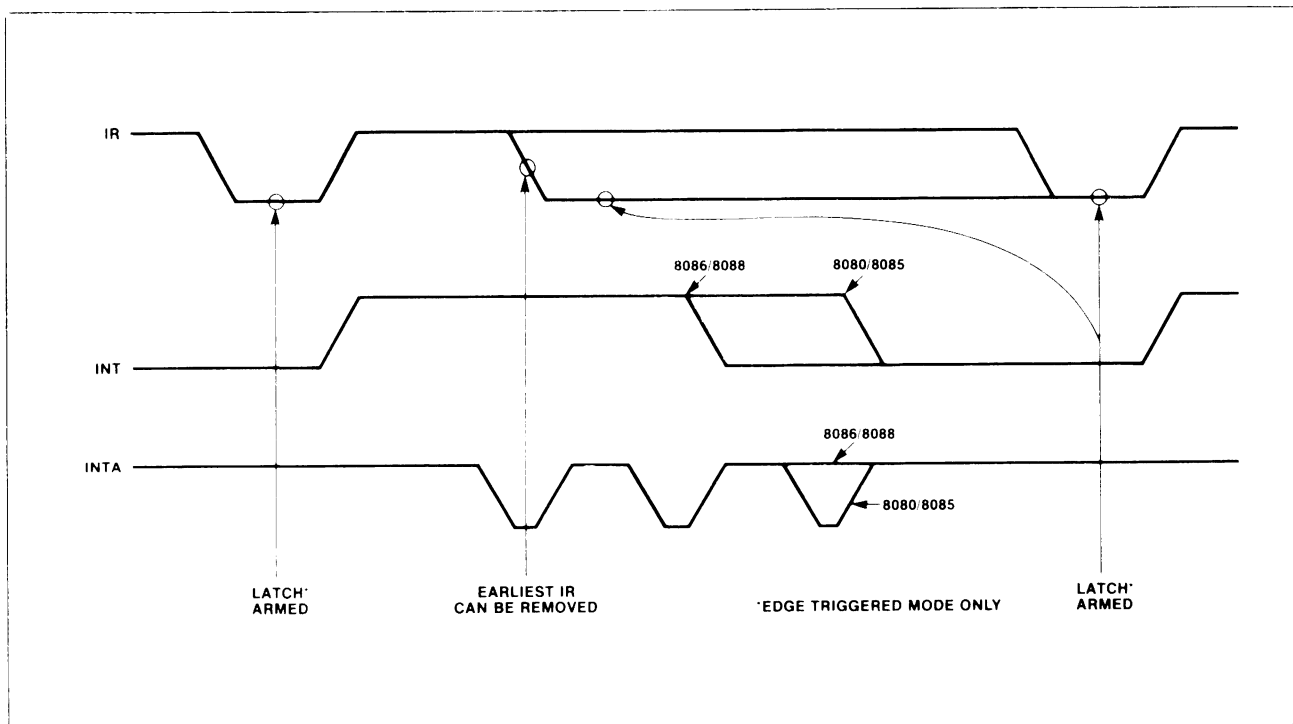 IR
8086/8088
8080/8085
INT
8086/8088
INTA
8080/8085
LATCH*
ARMED
EARLIEST IR
CAN BE REMOVED
*EDGE TRIGGERED MODE ONLY
LATCH*
ARMED